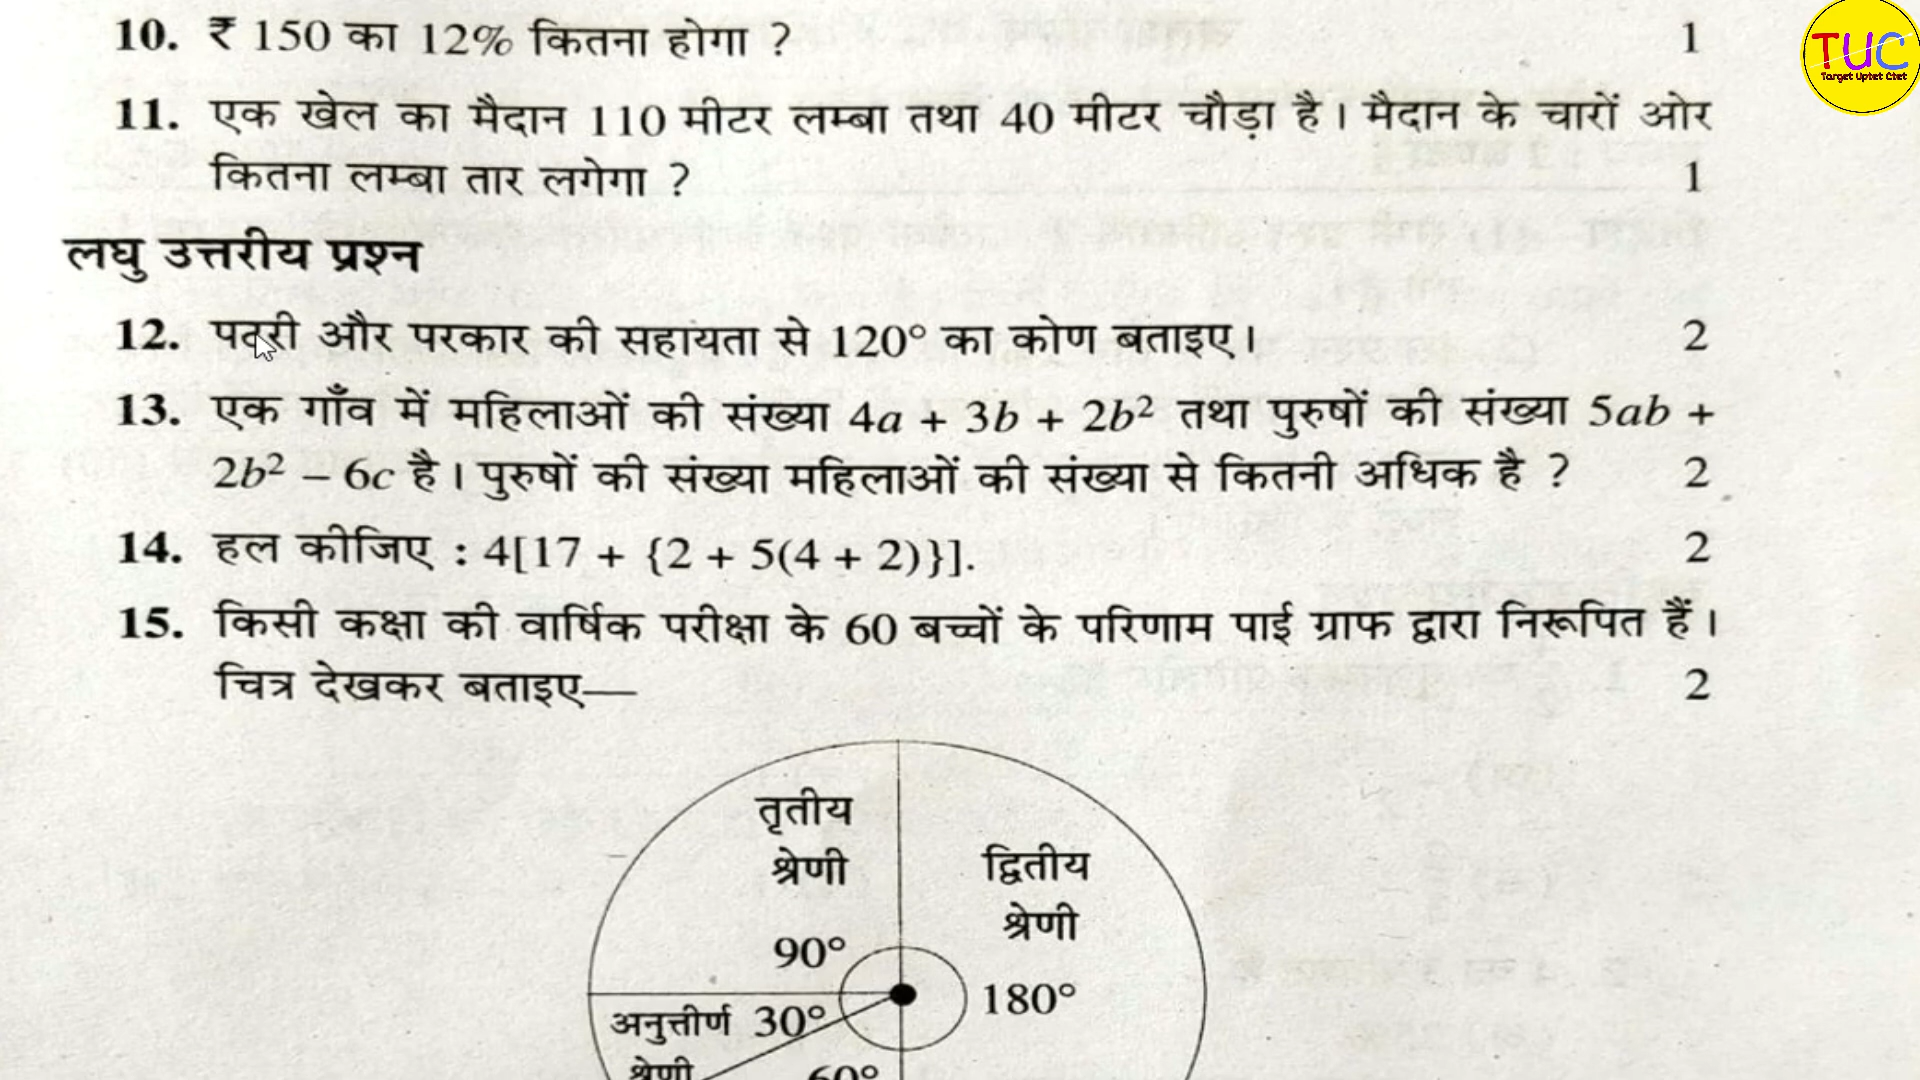 10. ₹ 150 का 12% कितना होगा ? 1
11. एक खेल का मैदान 110 मीटर लम्बा तथा 40 मीटर चौड़ा है। मैदान के चारों ओर
कितना लम्बा तार लगेगा ? 1
लघु उत्तरीय प्रश्न
12. पटरी और परकार की सहायता से 120° का कोण बताइए। 2
13. एक गाँव में महिलाओं की संख्या 4a + 3b + 2b² तथा पुरुषों की संख्या 5ab +
2b² – 6c है। पुरुषों की संख्या महिलाओं की संख्या से कितनी अधिक है ? 2
14. हल कीजिए : 4[17 + {2 + 5(4 + 2)}]. 2
15. किसी कक्षा की वार्षिक परीक्षा के 60 बच्चों के परिणाम पाई ग्राफ द्वारा निरूपित हैं।
चित्र देखकर बताइए— 2
तृतीय
श्रेणी
90°
द्वितीय
श्रेणी
180°
अनुत्तीर्ण 30°
श्रेणी
60°
TUC
Target Uptet Ctet